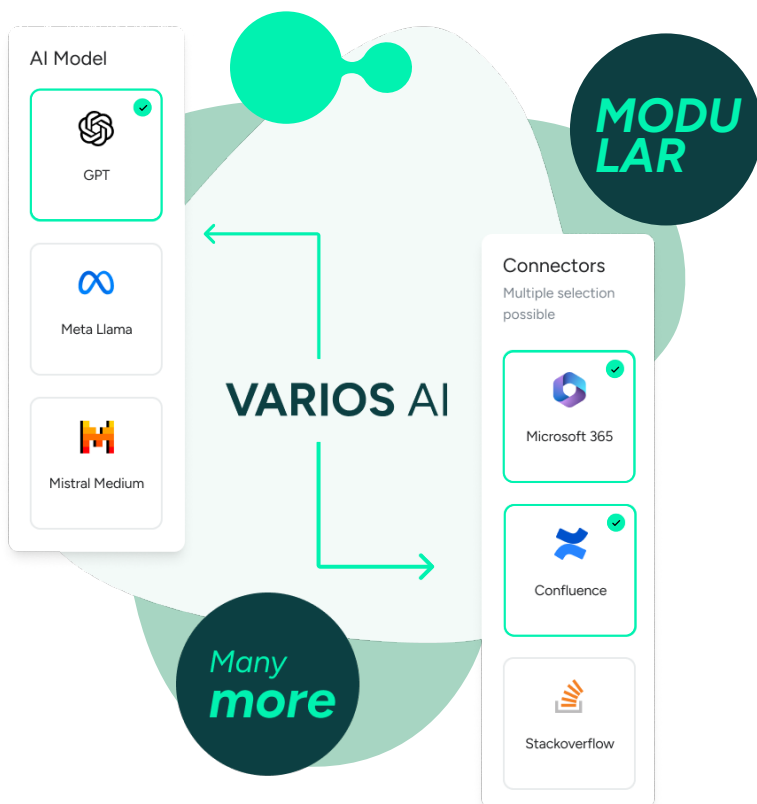 AI Model
GPT
Meta Llama
Mistral Medium
MODU
LAR
VARIOS AI
Connectors
Multiple selection
possible
Microsoft 365
Confluence
Stackoverflow
Many
more